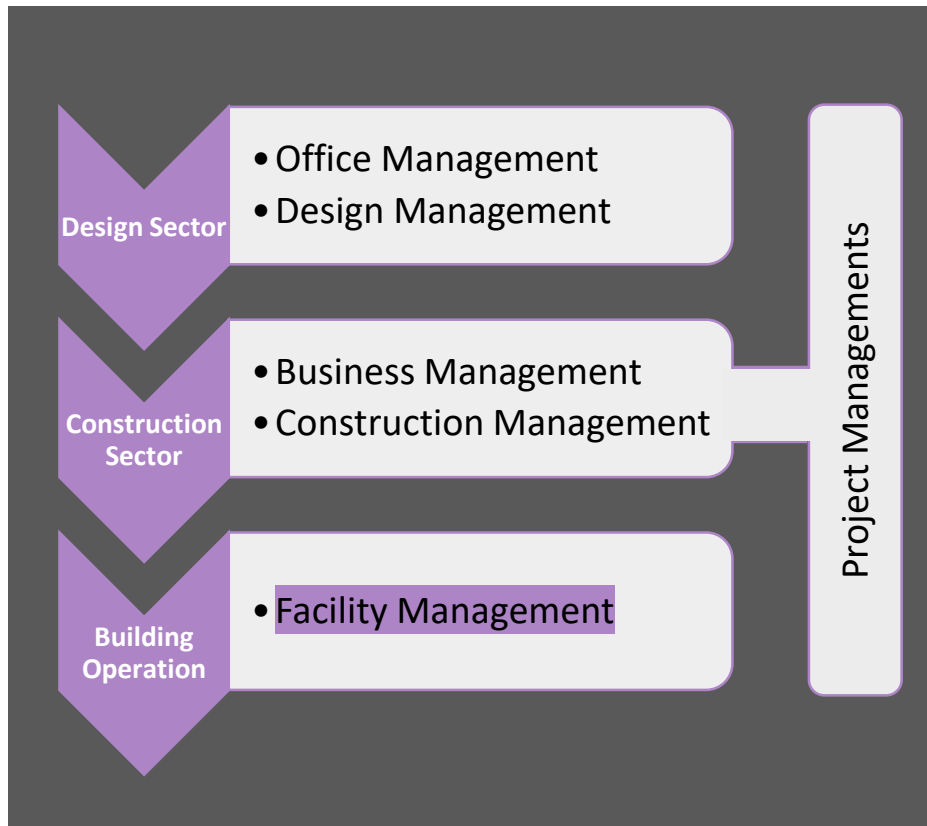 Design Sector
• Office Management
• Design Management
Construction
Sector
• Business Management
• Construction Management
Building
Operation
• Facility Management
Project Managements